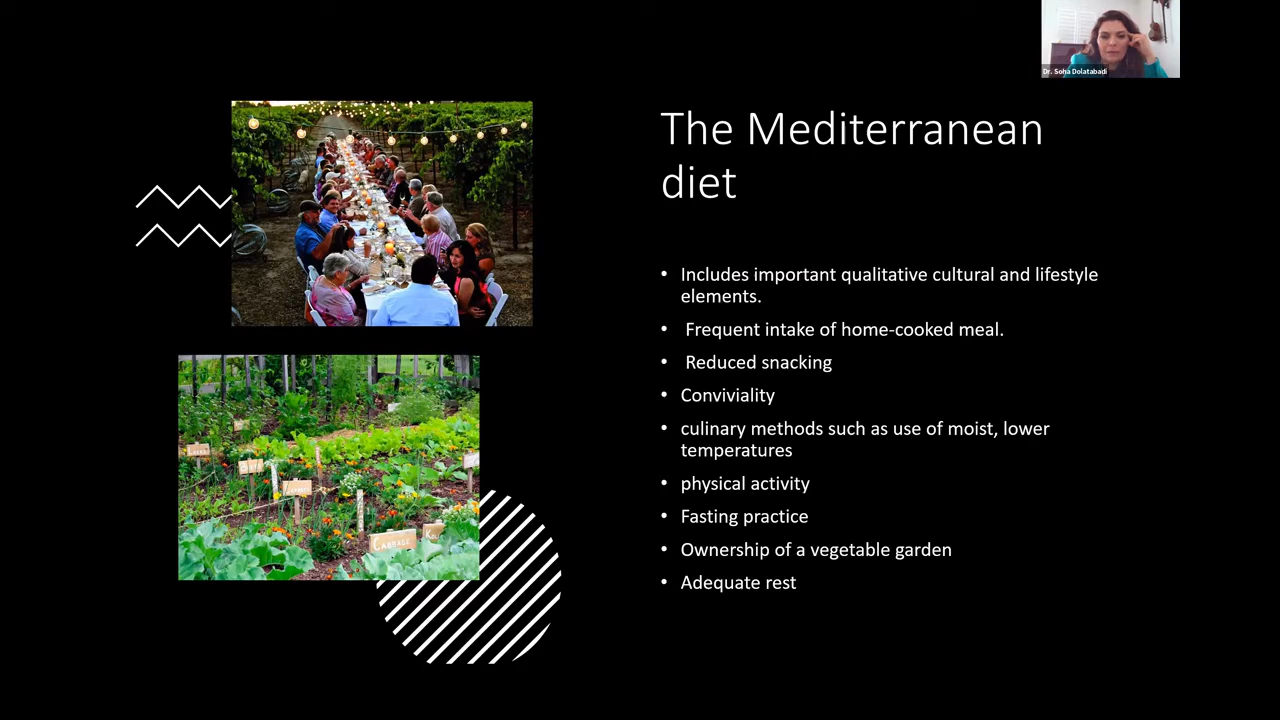 Dr. Soha Dolatabadi
The Mediterranean
diet
• Includes important qualitative cultural and lifestyle
elements.
• Frequent intake of home-cooked meal.
• Reduced snacking
• Conviviality
• culinary methods such as use of moist, lower
temperatures
• physical activity
• Fasting practice
• Ownership of a vegetable garden
• Adequate rest
CABBAGE